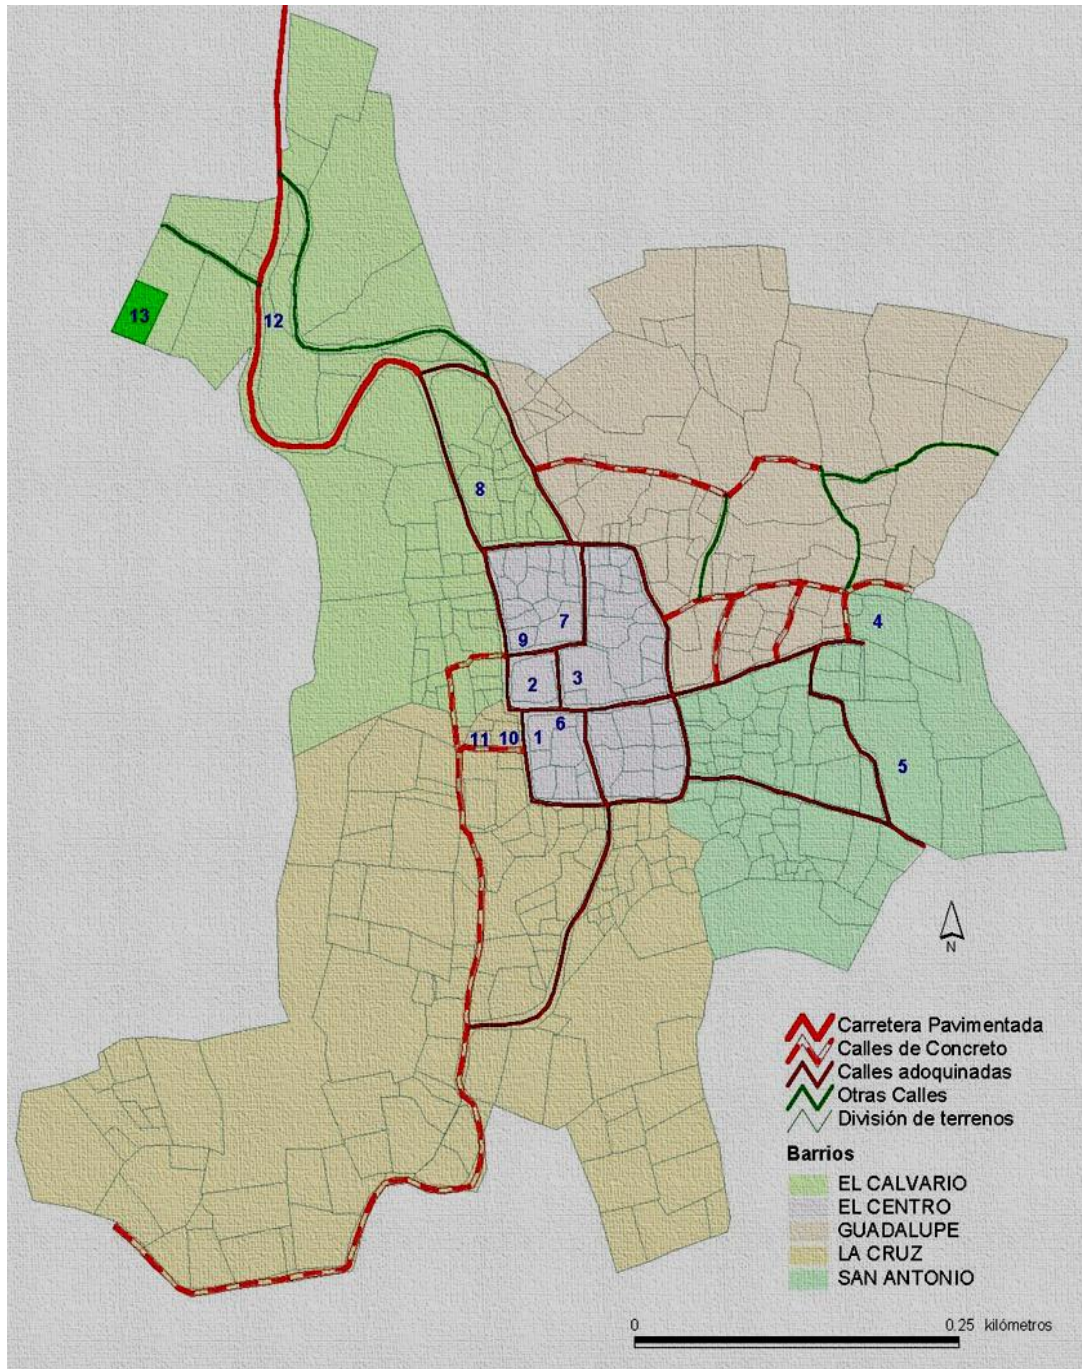 13
12
8
7
9
4
2
3
6
11
10
1
5
N
Carretera Pavimentada
Calles de Concreto
Calles adoquinadas
Otras Calles
División de terrenos
Barrios
EL CALVARIO
EL CENTRO
GUADALUPE
LA CRUZ
SAN ANTONIO
0 0.25 kilómetros